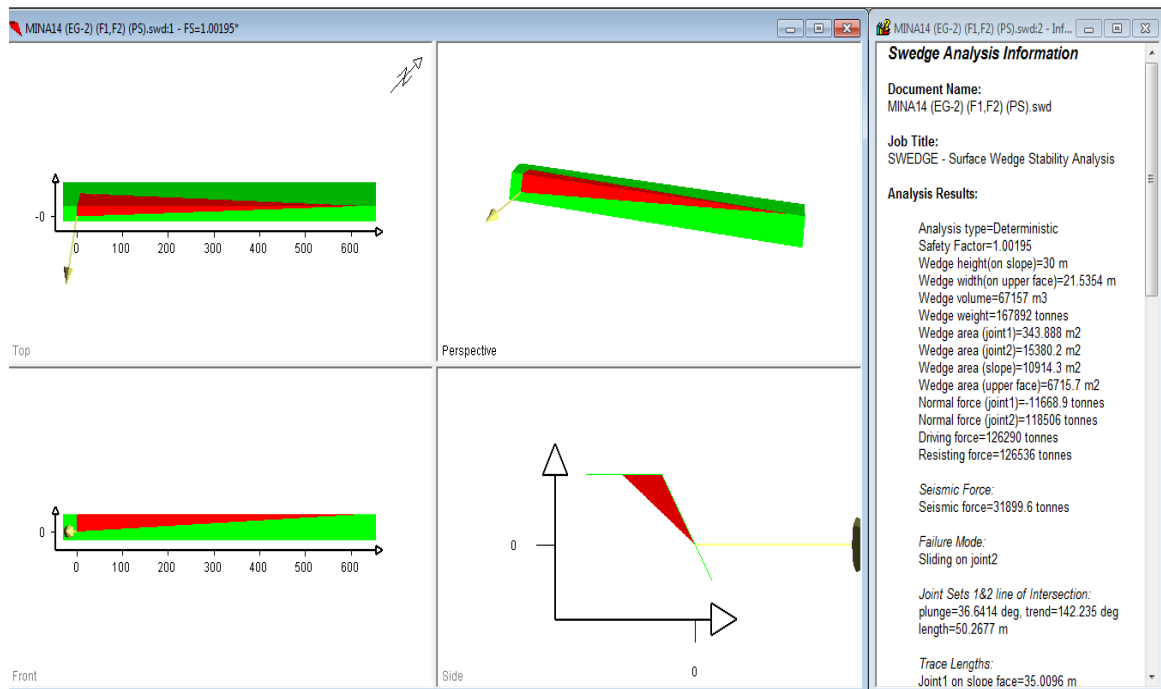 MINA14 (EG-2) (F1,F2) (PS).swd:1 - FS=1.00195*
N
-0
0 100 200 300 400 500 600
Top
Perspective
0
0 100 200 300 400 500 600
Front
0
0
Side
MINA14 (EG-2) (F1,F2) (PS).swd:2 - Inf...
Swedge Analysis Information
Document Name:
MINA14 (EG-2) (F1,F2) (PS).swd
Job Title:
SWEDGE - Surface Wedge Stability Analysis
Analysis Results:
Analysis type=Deterministic
Safety Factor=1.00195
Wedge height(on slope)=30 m
Wedge width(on upper face)=21.5354 m
Wedge volume=67157 m3
Wedge weight=167892 tonnes
Wedge area (joint1)=343.888 m2
Wedge area (joint2)=15380.2 m2
Wedge area (slope)=10914.3 m2
Wedge area (upper face)=6715.7 m2
Normal force (joint1)=-11668.9 tonnes
Normal force (joint2)=118506 tonnes
Driving force=126290 tonnes
Resisting force=126536 tonnes
Seismic Force:
Seismic force=31899.6 tonnes
Failure Mode:
Sliding on joint2
Joint Sets 1&2 line of Intersection:
plunge=36.6414 deg, trend=142.235 deg
length=50.2677 m
Trace Lengths:
Joint1 on slope face=35.0096 m